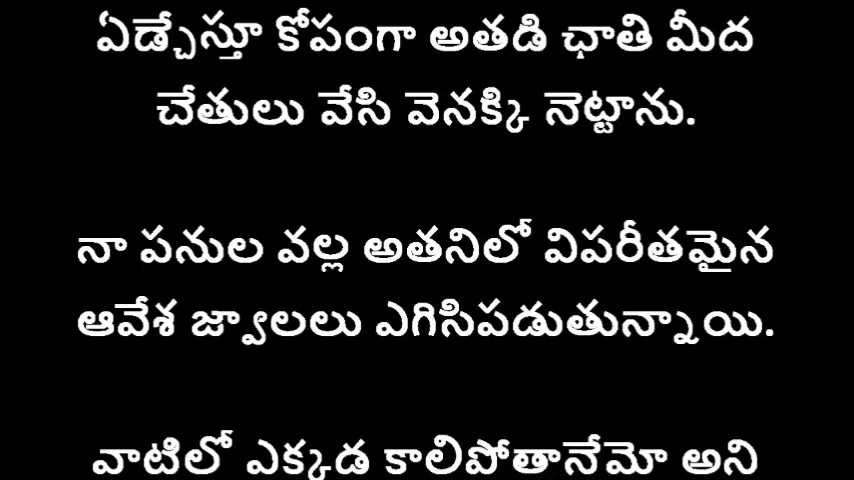 ఏడ్చేస్తూ కోపంగా అతడి ఛాతి మీద
చేతులు వేసి వెనక్కి నెట్టాను.
నా పనుల వల్ల అతనిలో విపరీతమైన
ఆవేశ జ్వాలలు ఎగిసిపడుతున్నాయి.
వాటిలో ఎక్కడ కాలిపోతానేమో అని